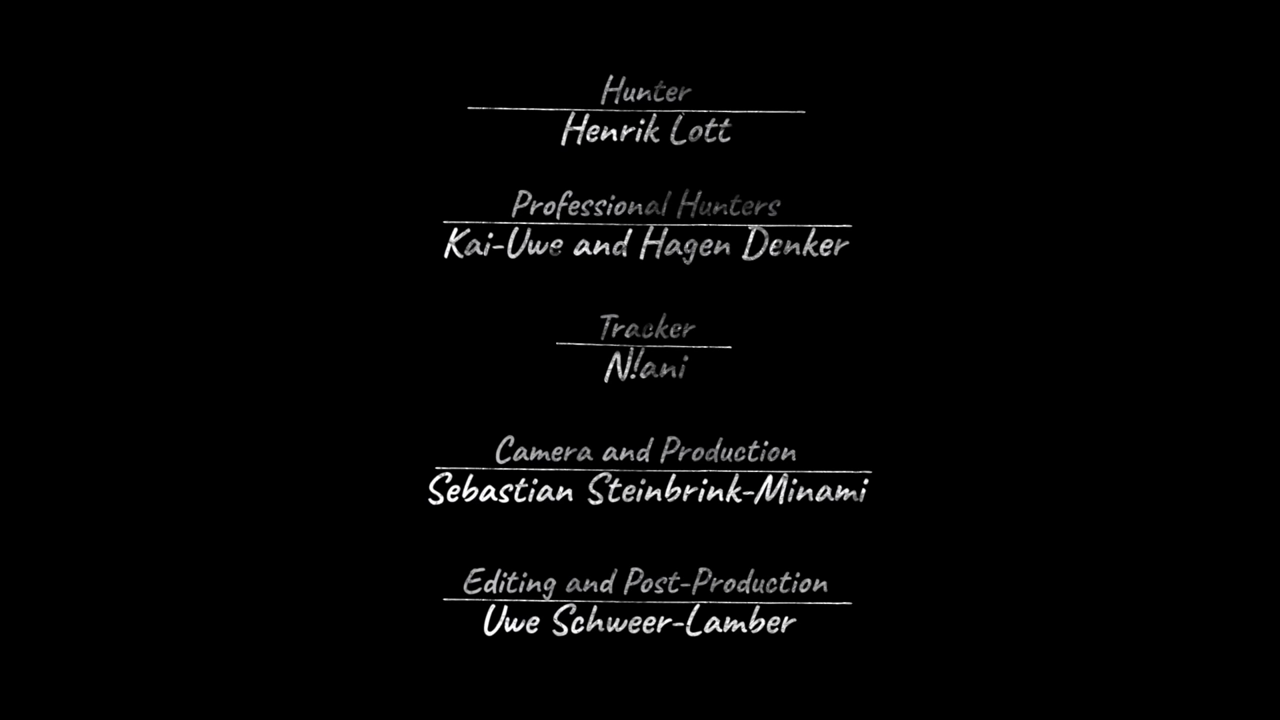 Hunter
Henrik Lott
Professional Hunters
Kai-Uwe and Hagen Denker
Tracker
N!ani
Camera and Production
Sebastian Steinbrink-Minami
Editing and Post-Production
Uwe Schweer-Lamber